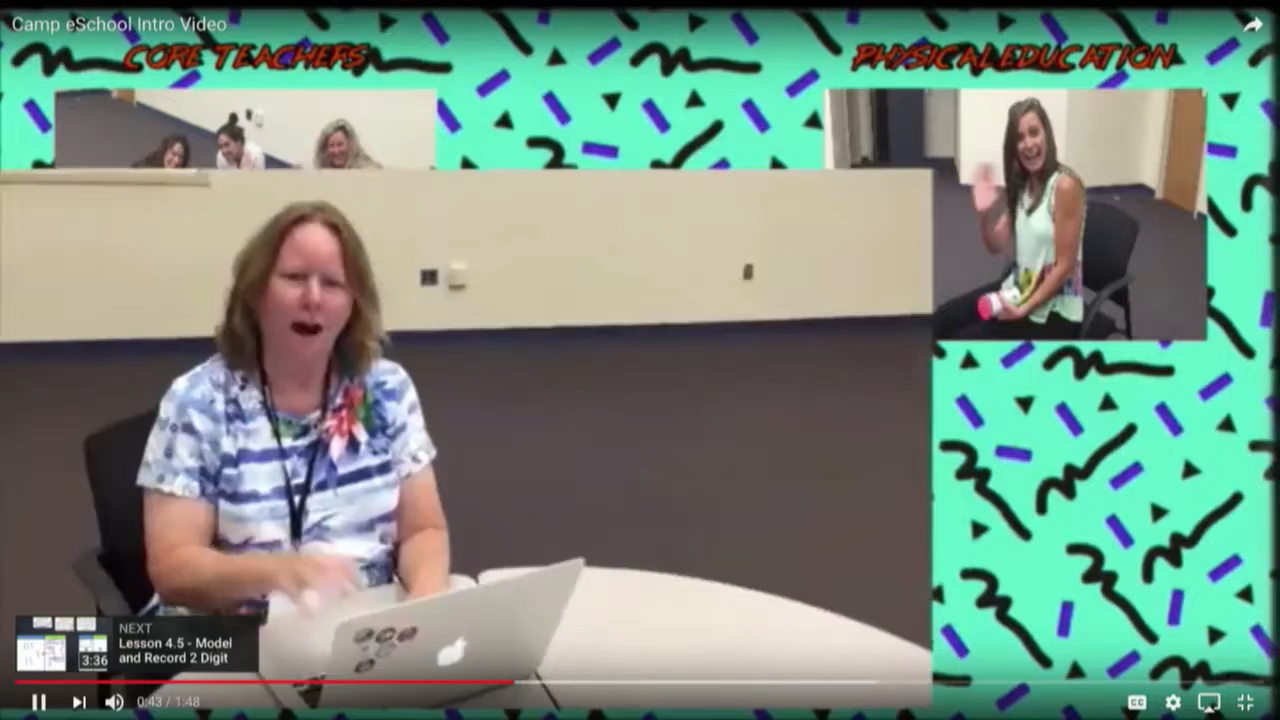 Camp eSchool Intro Video
CORE TEACHERS
PHYSICAL EDUCATION
NEXT
Lesson 4.5 - Model
and Record 2 Digit
3:36
0:43 / 1:48
CC